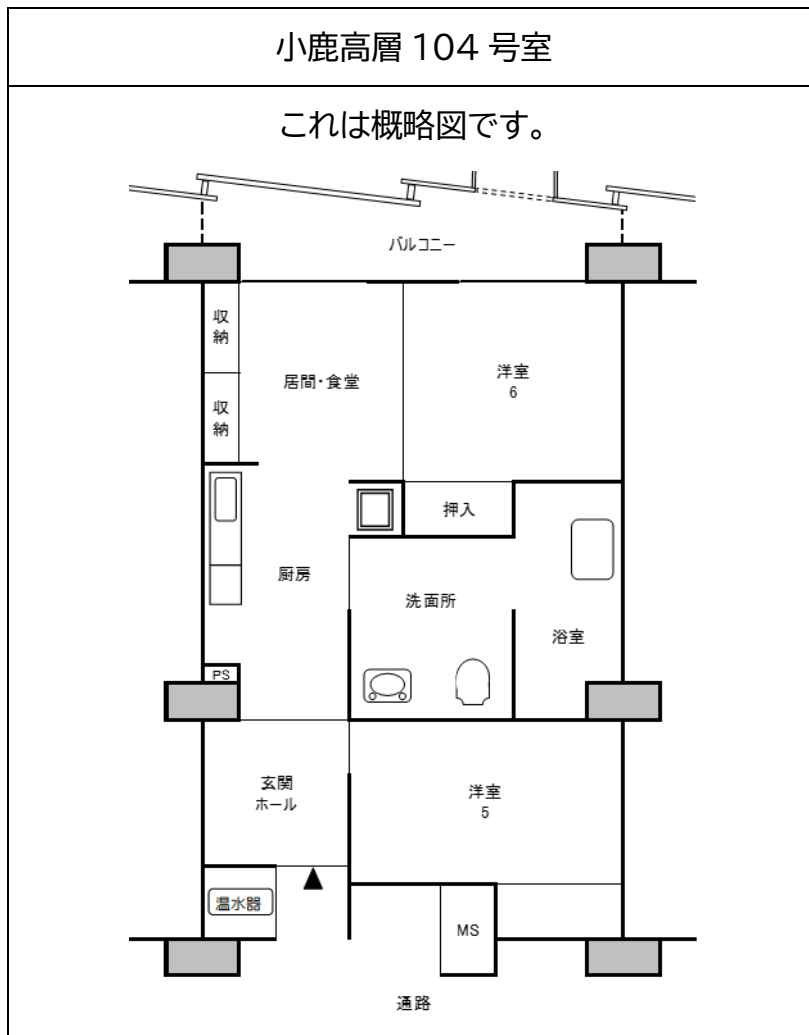 小鹿高層 104 号室
これは概略図です。
バルコニー
収
納
居間・食堂
洋室
6
収
納
押入
厨房
洗面所
浴室
PS
玄関
ホール
洋室
5
温水器
MS
通路